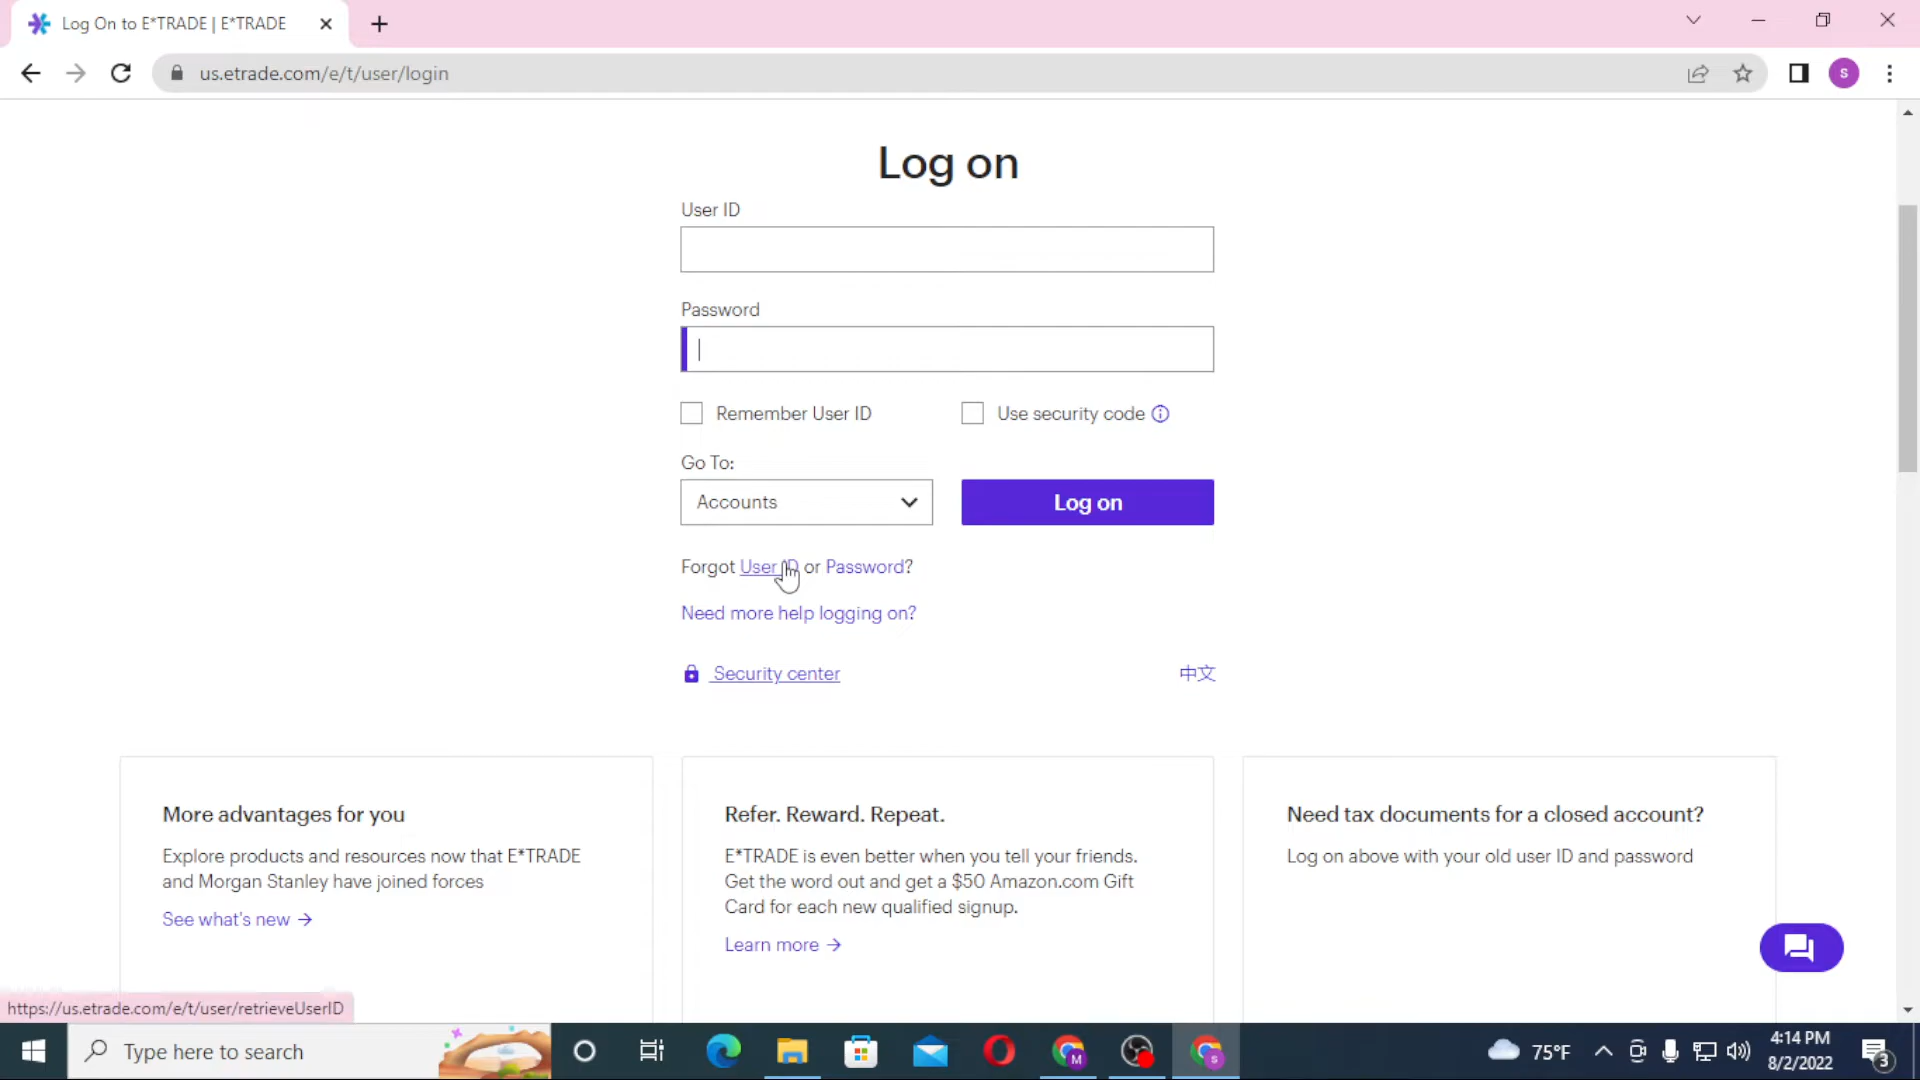 Log On to E*TRADE | E*TRADE
us.etrade.com/e/t/user/login
S
Log on
User ID
Password
Remember User ID
Use security code
Go To:
Accounts
Log on
Forgot User ID or Password?
Need more help logging on?
Security center
中文
More advantages for you
Explore products and resources now that E*TRADE
and Morgan Stanley have joined forces
See what's new →
Refer. Reward. Repeat.
E*TRADE is even better when you tell your friends.
Get the word out and get a $50 Amazon.com Gift
Card for each new qualified signup.
Learn more →
Need tax documents for a closed account?
Log on above with your old user ID and password
https://us.etrade.com/e/t/user/retrieveUserID
Type here to search
M
S
75°F
4:14 PM
8/2/2022
3